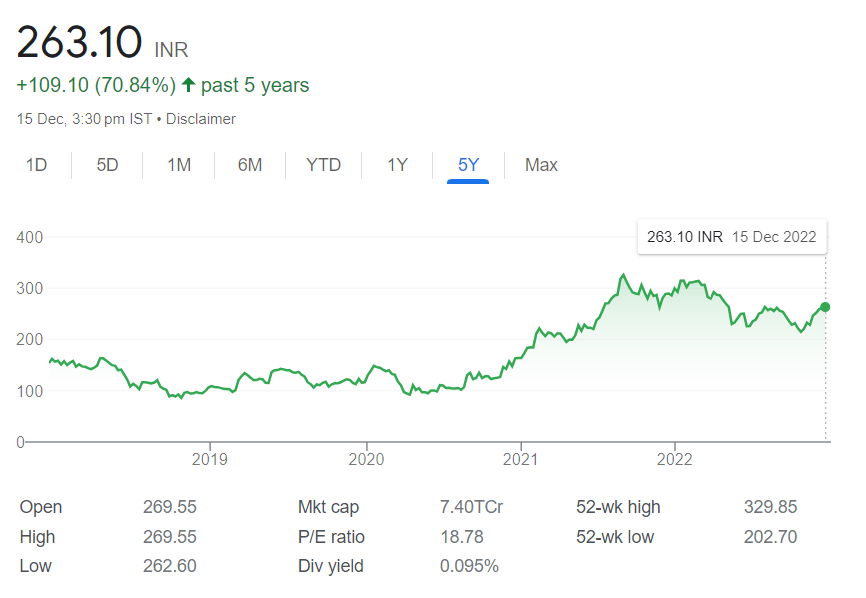 263.10 INR
+109.10 (70.84%) ↑ past 5 years
15 Dec, 3:30 pm IST • Disclaimer
1D 5D 1M 6M YTD 1Y 5Y Max
263.10 INR 15 Dec 2022
400
300
200
100
0
2019 2020 2021 2022
Open 269.55 Mkt cap 7.40TCr 52-wk high 329.85
High 269.55 P/E ratio 18.78 52-wk low 202.70
Low 262.60 Div yield 0.095%